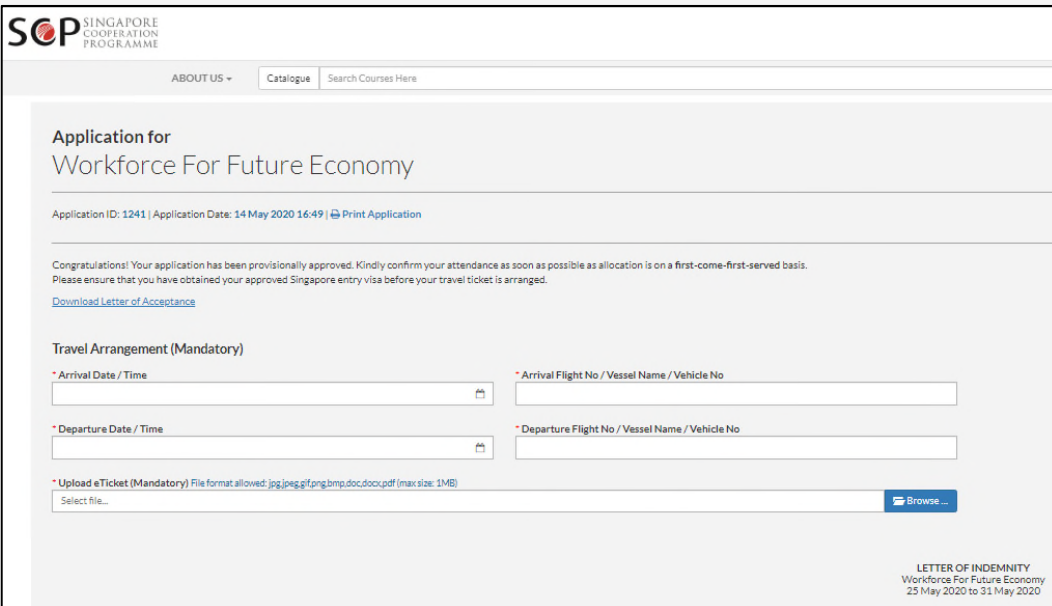 SCP SINGAPORE
COOPERATION
PROGRAMME
ABOUT US
Catalogue
Search Courses Here
Application for
Workforce For Future Economy
Application ID: 1241 | Application Date: 14 May 2020 16:49 | Print Application
Congratulations! Your application has been provisionally approved. Kindly confirm your attendance as soon as possible as allocation is on a first-come-first-served basis.
Please ensure that you have obtained your approved Singapore entry visa before your travel ticket is arranged.
Download Letter of Acceptance
Travel Arrangement (Mandatory)
* Arrival Date / Time
* Arrival Flight No / Vessel Name / Vehicle No
* Departure Date / Time
* Departure Flight No / Vessel Name / Vehicle No
* Upload eTicket (Mandatory) File format allowed: jpg,jpeg,gif,png,bmp,doc,docx,pdf (max size: 1MB)
Select file...
Browse ...
LETTER OF INDEMNITY
Workforce For Future Economy
25 May 2020 to 31 May 2020